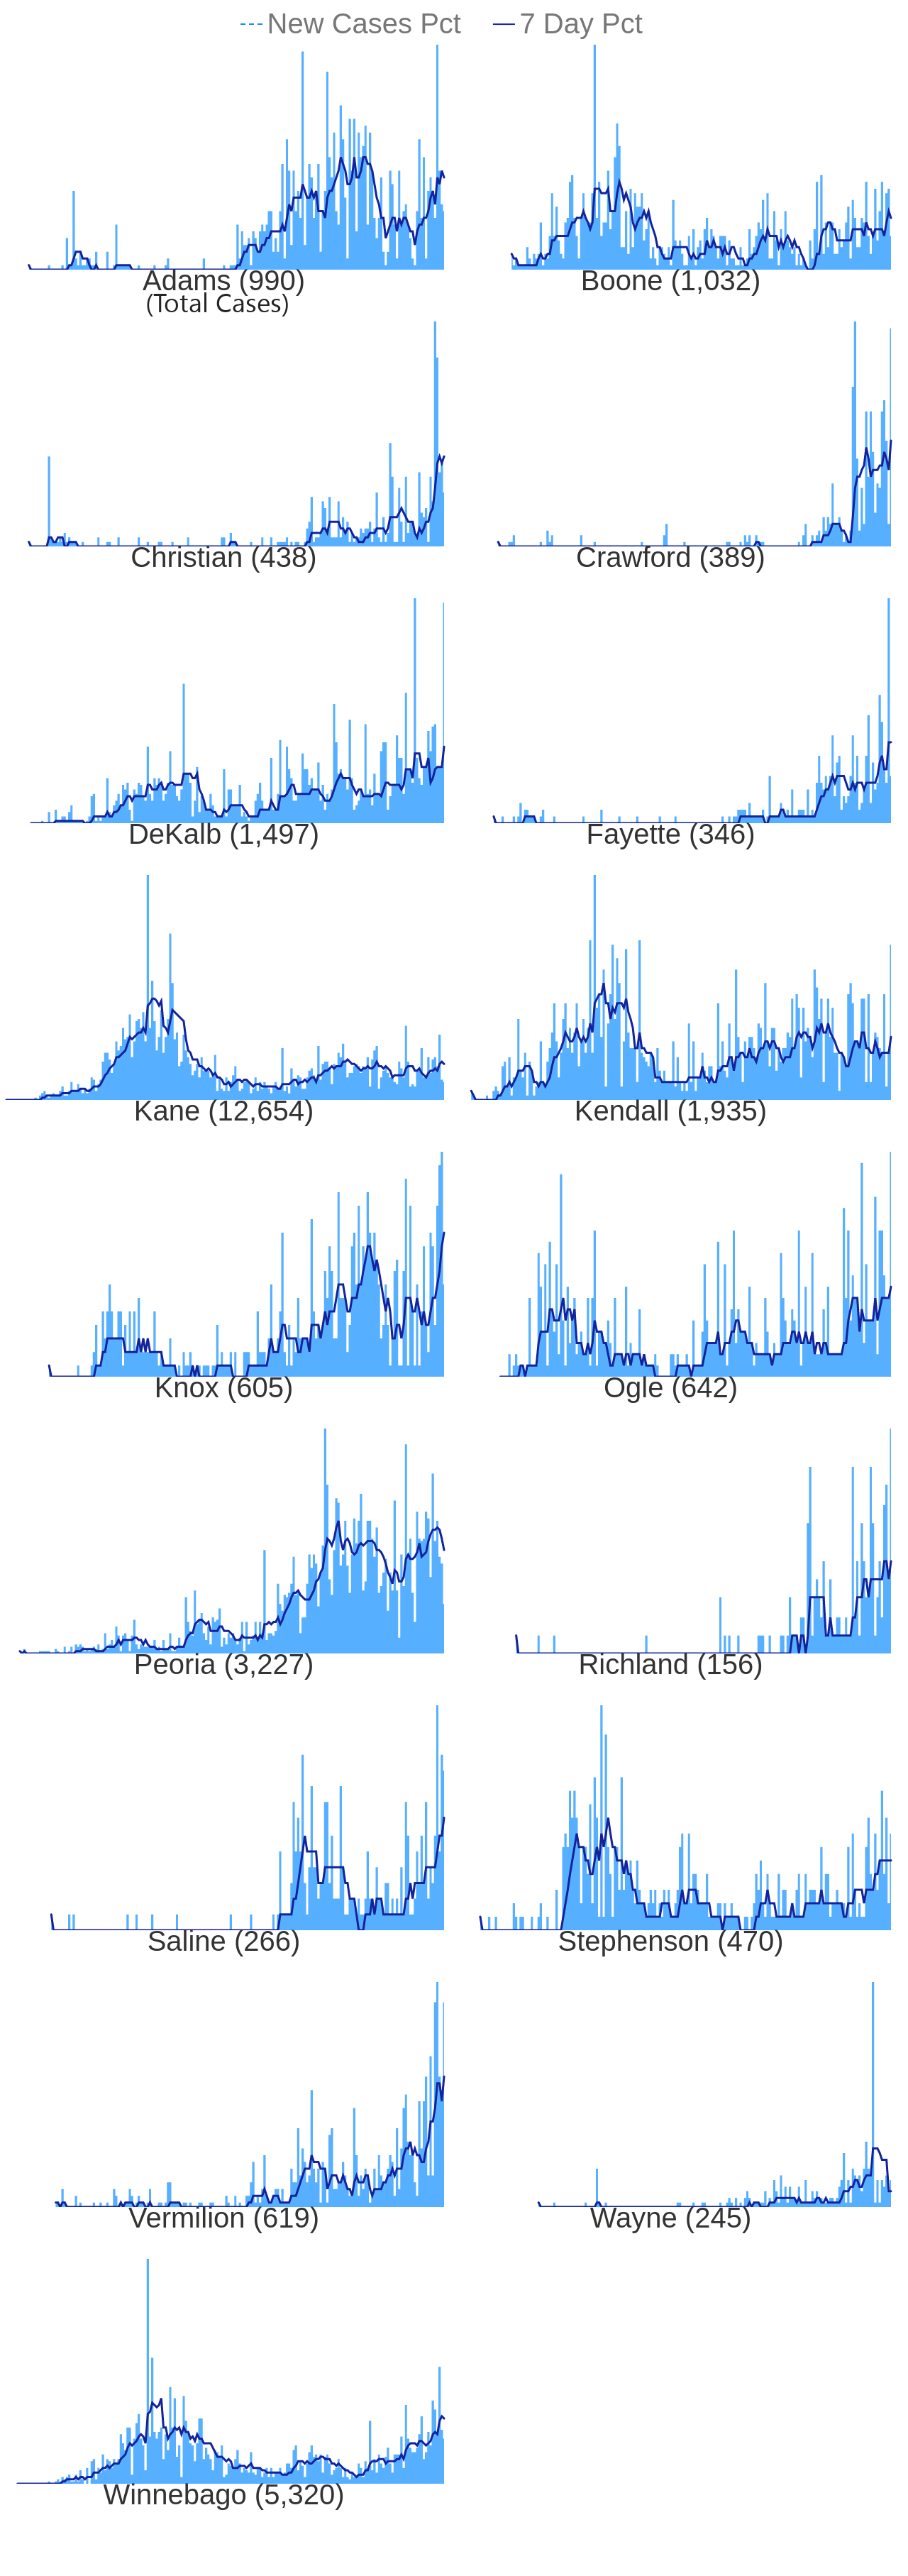 New Cases Pct 7 Day Pct
Adams (990) Boone (1,032)
(Total Cases)
Christian (438) Crawford (389)
DeKalb (1,497) Fayette (346)
Kane (12,654) Kendall (1,935)
Knox (605) Ogle (642)
Peoria (3,227) Richland (156)
Saline (266) Stephenson (470)
Vermilion (619) Wayne (245)
Winnebago (5,320)